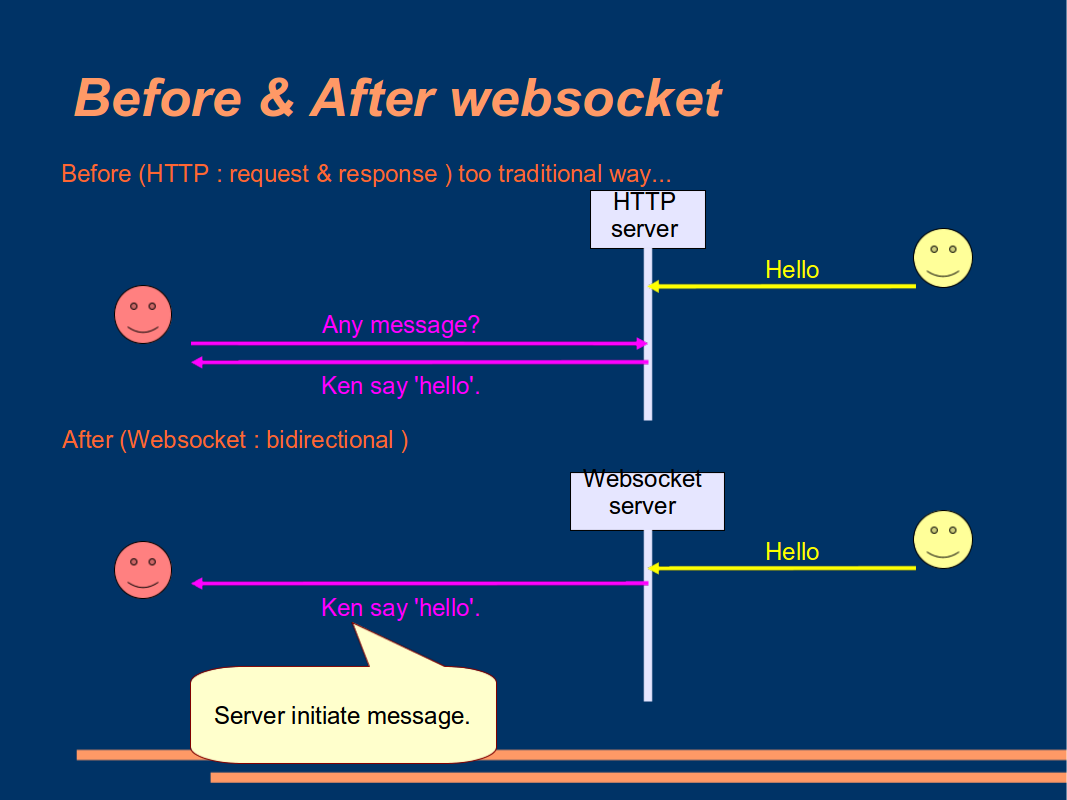 Before & After websocket
Before (HTTP : request & response ) too traditional way...
HTTP
server
Hello
Any message?
Ken say 'hello'.
After (Websocket : bidirectional )
Websocket
server
Hello
Ken say 'hello'.
Server initiate message.